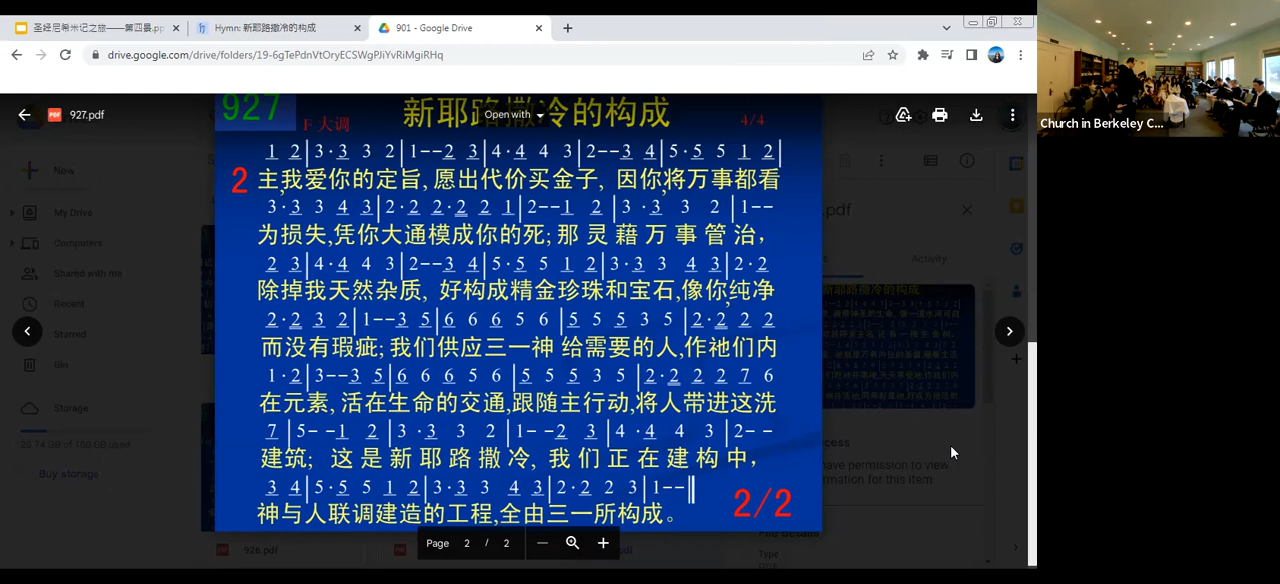 圣经尼希米记之旅——第四景.pp
Hymn: 新耶路撒冷的构成
901 - Google Drive
drive.google.com/drive/folders/19-6gTePdnVtOryECSWgPJiYvRiMgiRHq
Church in Berkeley C...
927.pdf
Open with
927
F 大调
新耶路撒冷的构成
4/4
1 2|3·3 3 2|1--2 3|4·4 4 3|2--3 4|5·5 5 1 2|
2 主,我爱你的定旨,愿出代价买金子, 因你,将万事都看
3·3 3 4 3|2·2 2·2 2 1|2--1 2|3·3 3 2|1--
为损失,凭你大通模成你的死;那灵藉万事管治,
2 3|4·4 4 3|2--3 4|5·5 5 1 2|3·3 3 4 3|2·2
除掉我天然杂质, 好构成精金珍珠和宝石,像你,纯净
2·2 3 2|1--3 5|6 6 6 5 6|5 5 5 3 5|2·2 2 2
而没有瑕疵;我们供应三一神 给需要的人,作祂们内
1·2|3--3 5|6 6 6 5 6|5 5 5 3 5|2·2 2 2 7 6
在元素,活在生命的交通,跟随主行动,将人带进这洗
7|5--1 2|3·3 3 2|1--2 3|4·4 4 3|2--
建筑; 这是新耶路撒冷,我们正在建构中,
3 4|5·5 5 1 2|3·3 3 4 3|2·2 2 3|1--‖
神与人联调建造的工程,全由三一所构成。
2/2
New
My Drive
Computers
Shared with me
Recent
Starred
Bin
Storage
20.74 GB of 100 GB used
Buy storage
.pdf
Activity
have permission to view
formation for this item
Type
926.pdf
Page 2 / 2